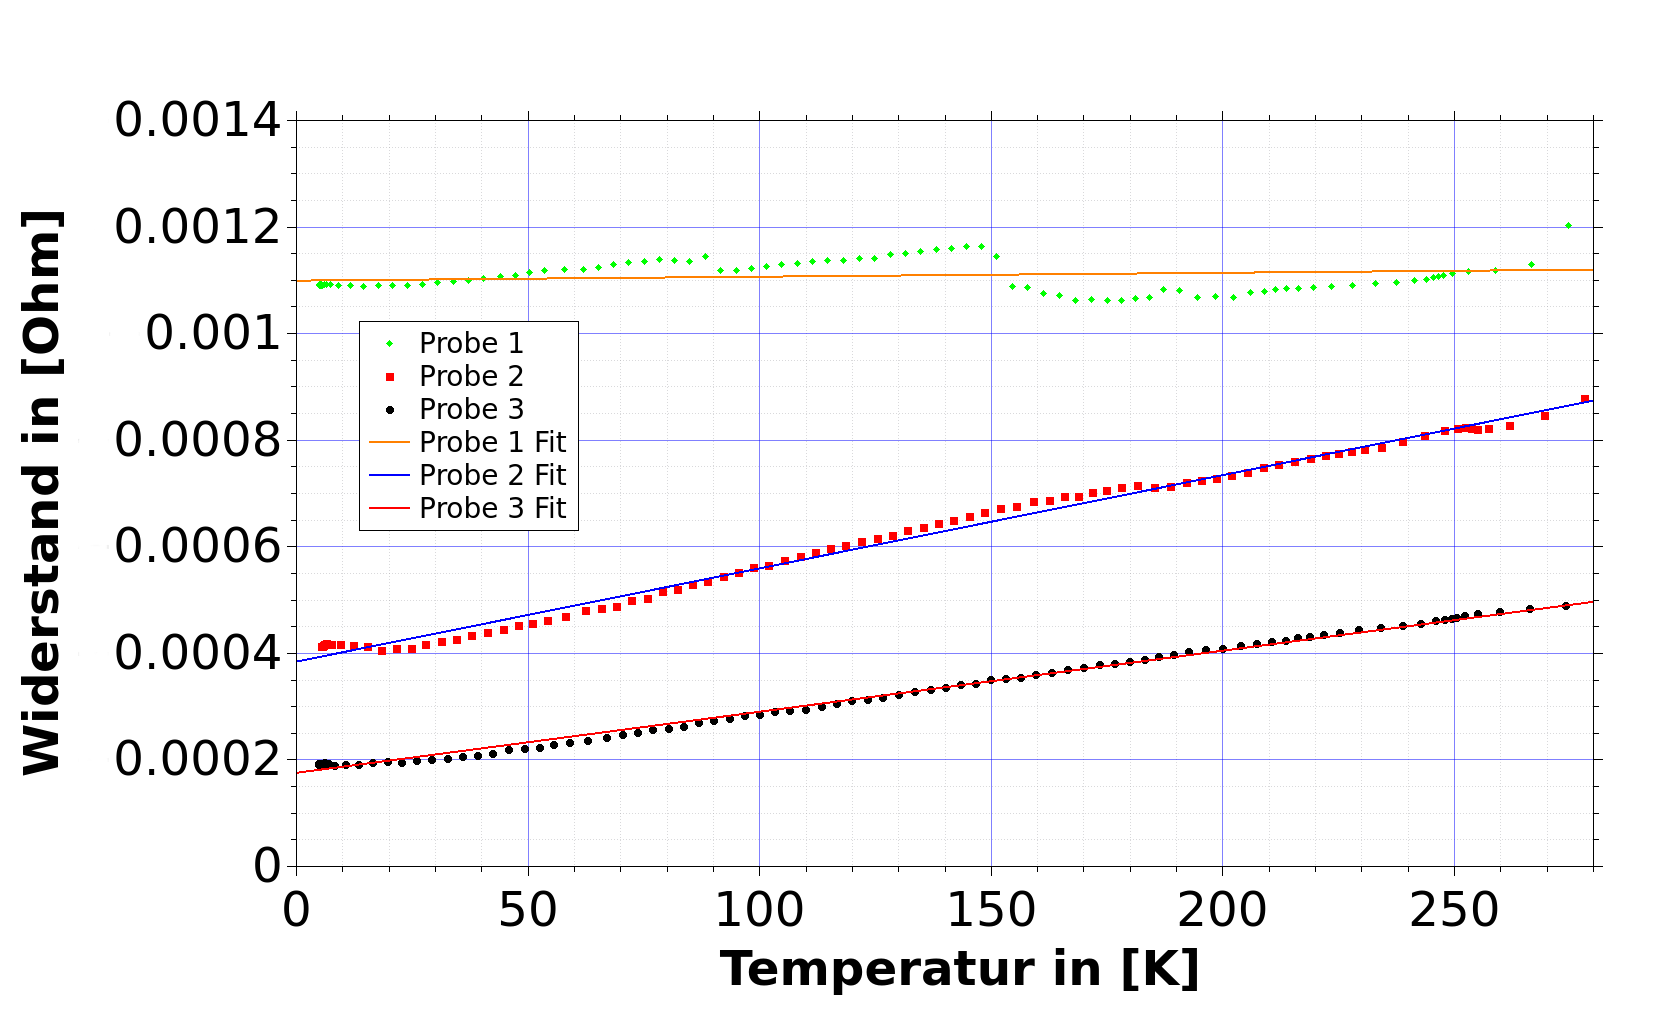 0.0014
0.0012
0.001
0.0008
0.0006
0.0004
0.0002
0
Widerstand in [Ohm]
Probe 1
Probe 2
Probe 3
Probe 1 Fit
Probe 2 Fit
Probe 3 Fit
0 50 100 150 200 250
Temperatur in [K]